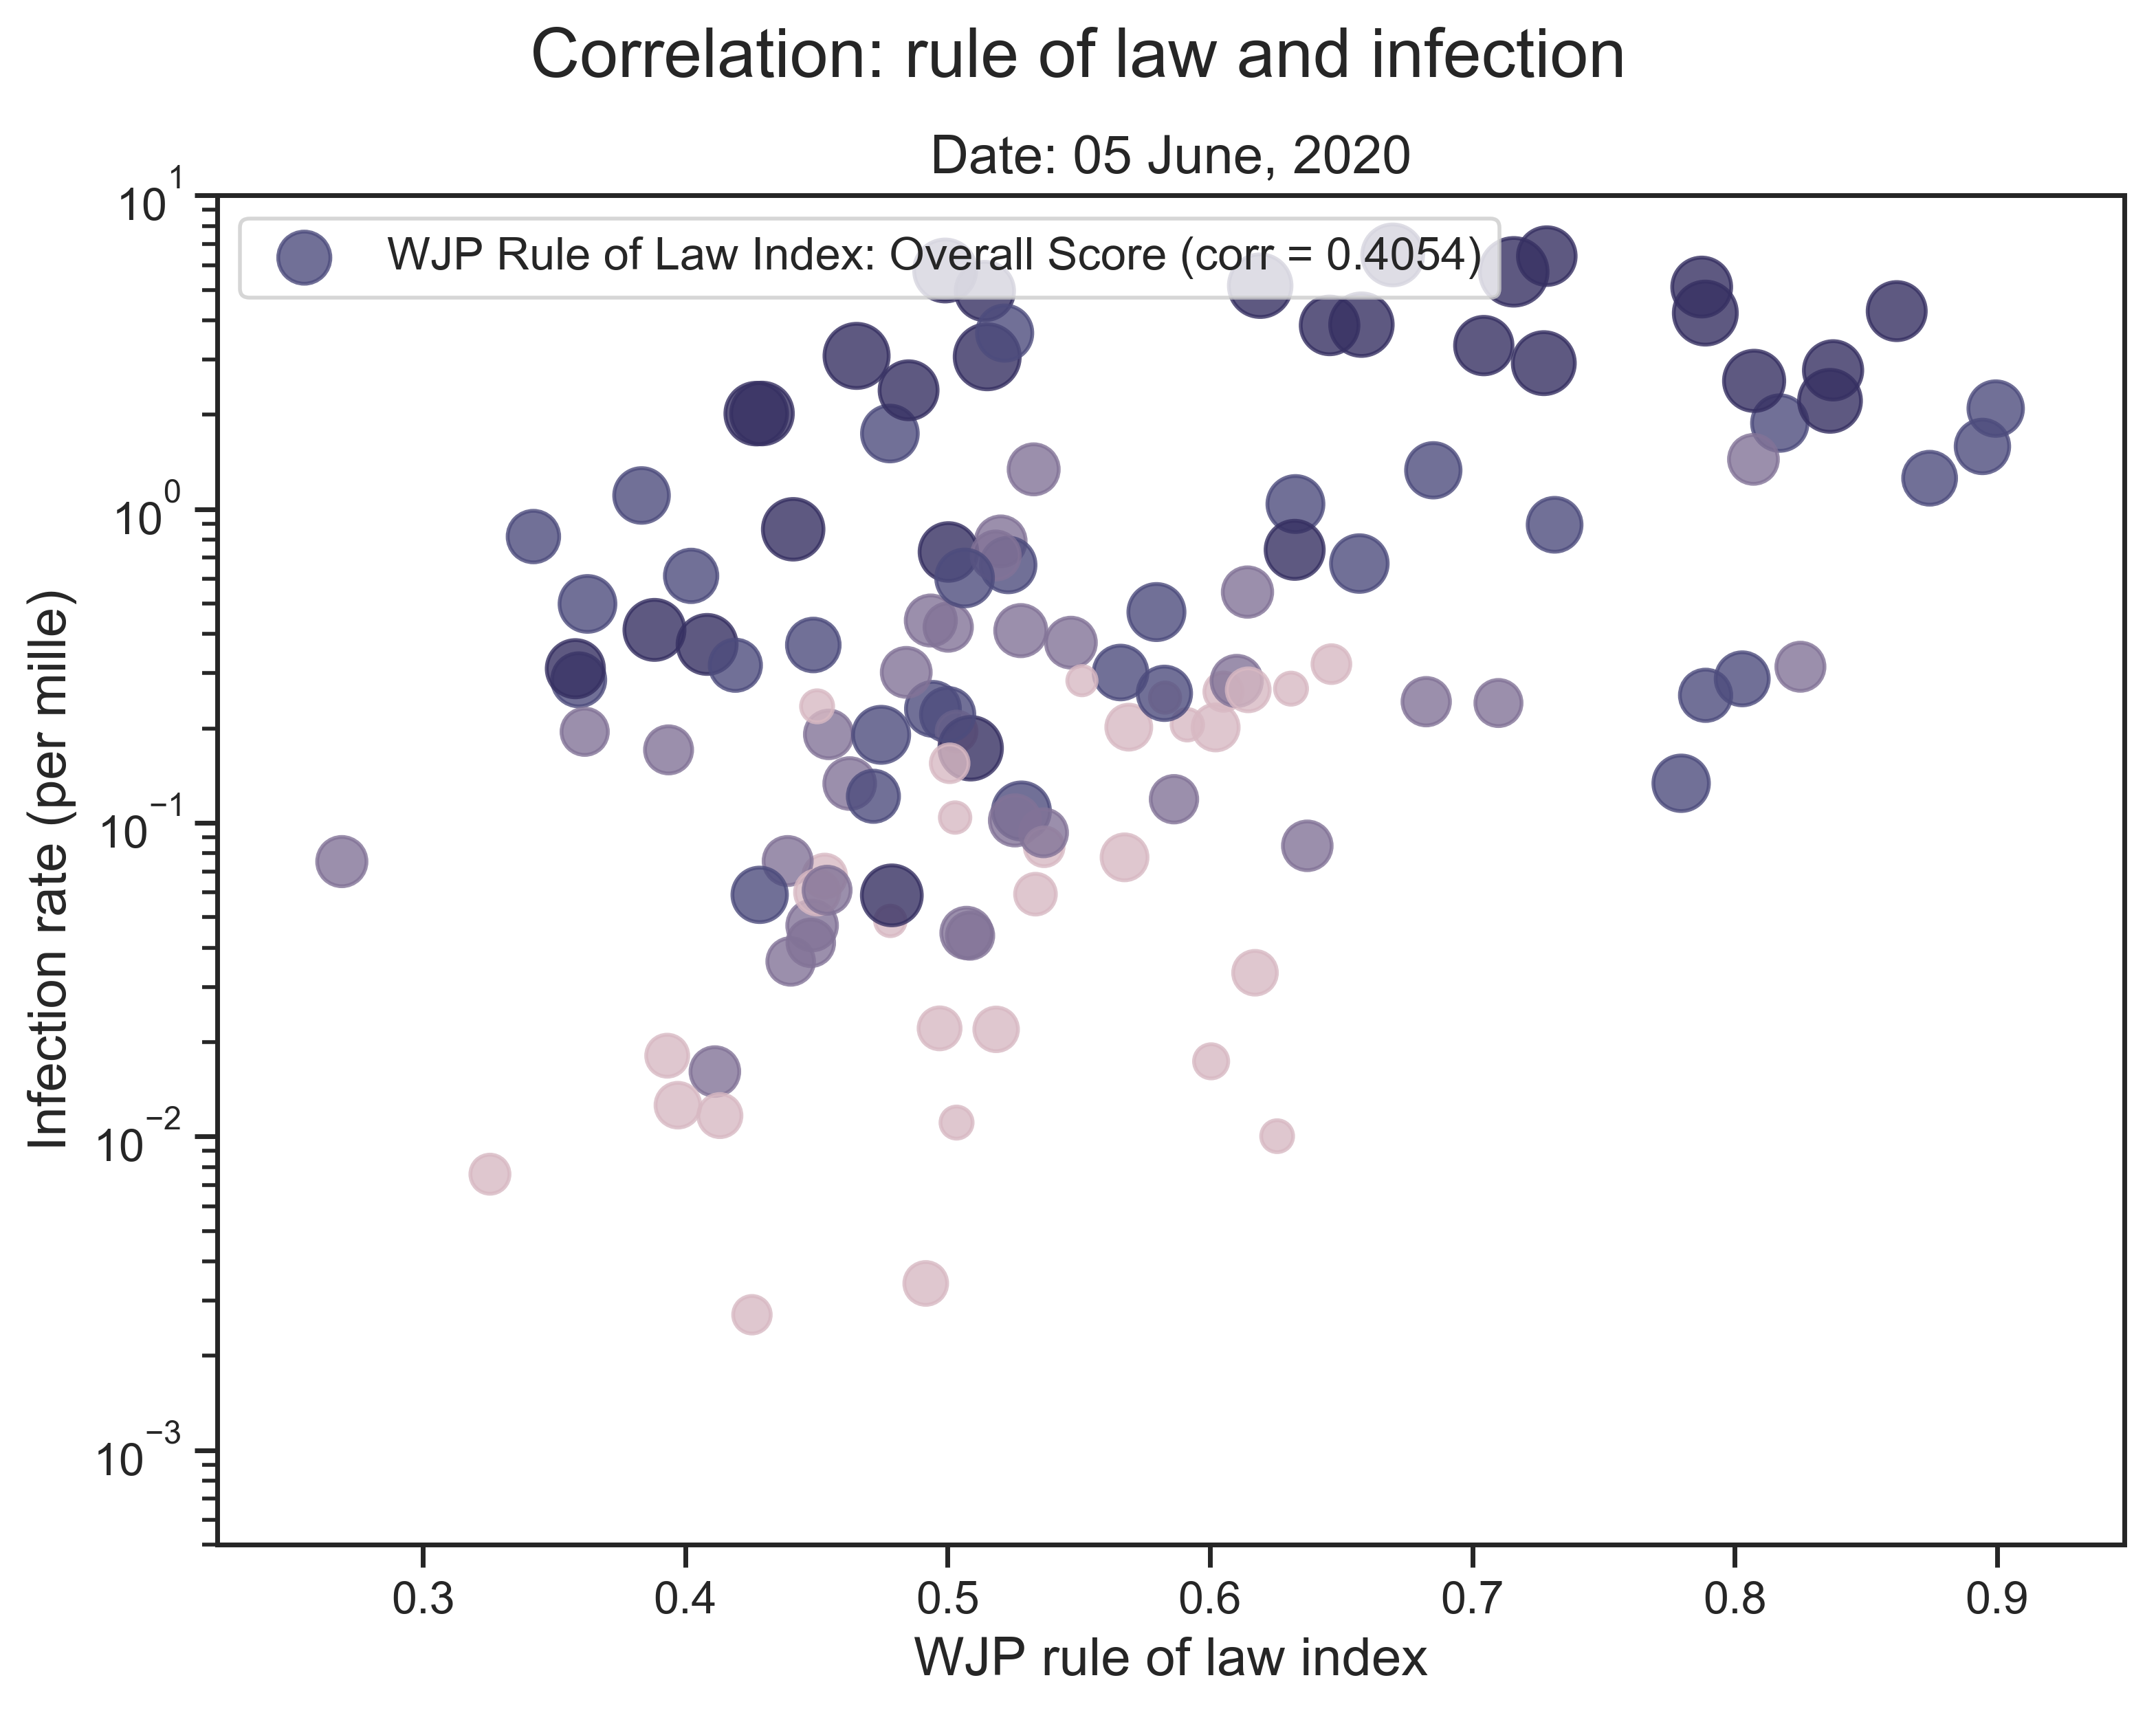 Correlation: rule of law and infection
Date: 05 June, 2020
WJP Rule of Law Index: Overall Score (corr = 0.4054)
Infection rate (per mille)
10^1
10^0
10^−1
10^−2
10^−3
0.3 0.4 0.5 0.6 0.7 0.8 0.9
WJP rule of law index